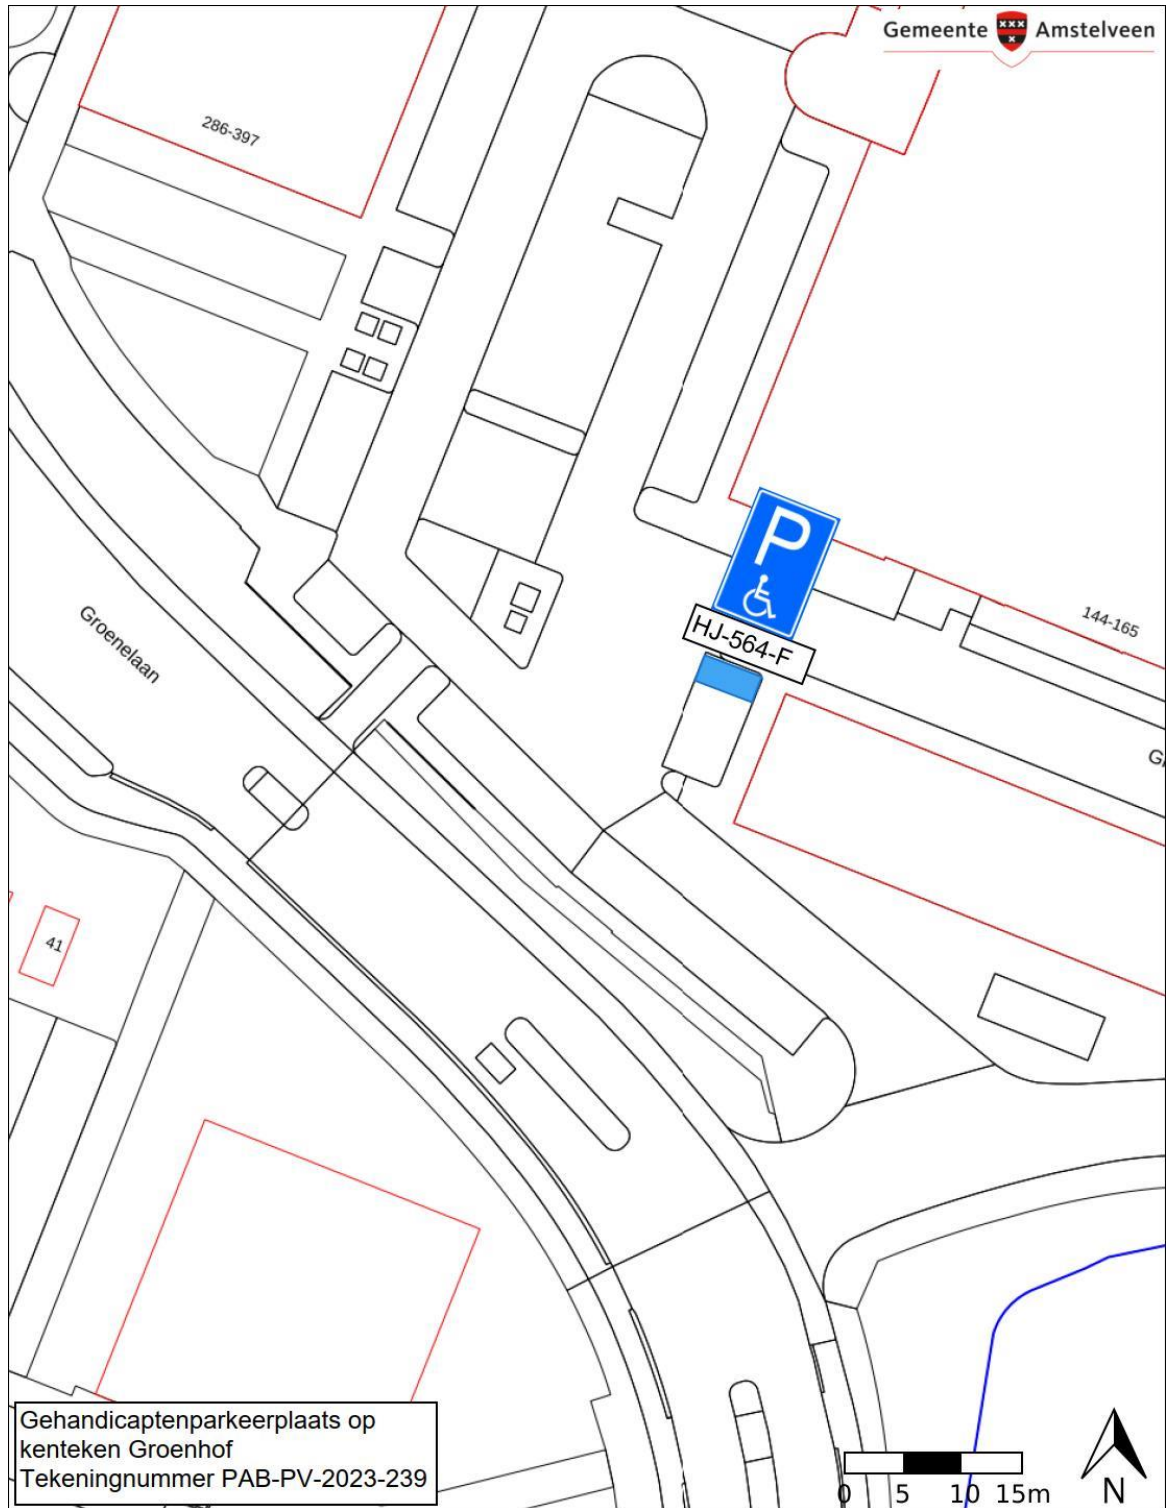 Gemeente Amstelveen
286-397
P
HJ-564-F
144-165
Groenelaan
41
Gehandicaptenparkeerplaats op
kenteken Groenhof
Tekeningnummer PAB-PV-2023-239
0 5 10 15m
N